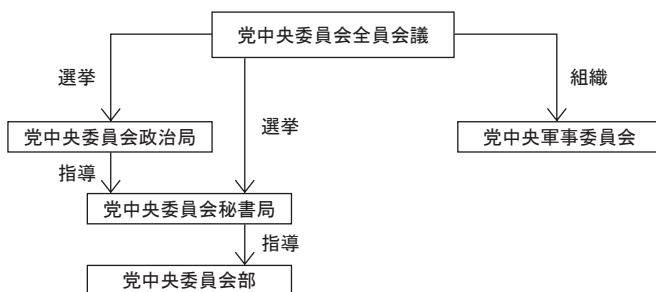 党中央委員会全員会議
選挙
組織
選挙
党中央委員会政治局
党中央軍事委員会
指導
党中央委員会秘書局
指導
党中央委員会部